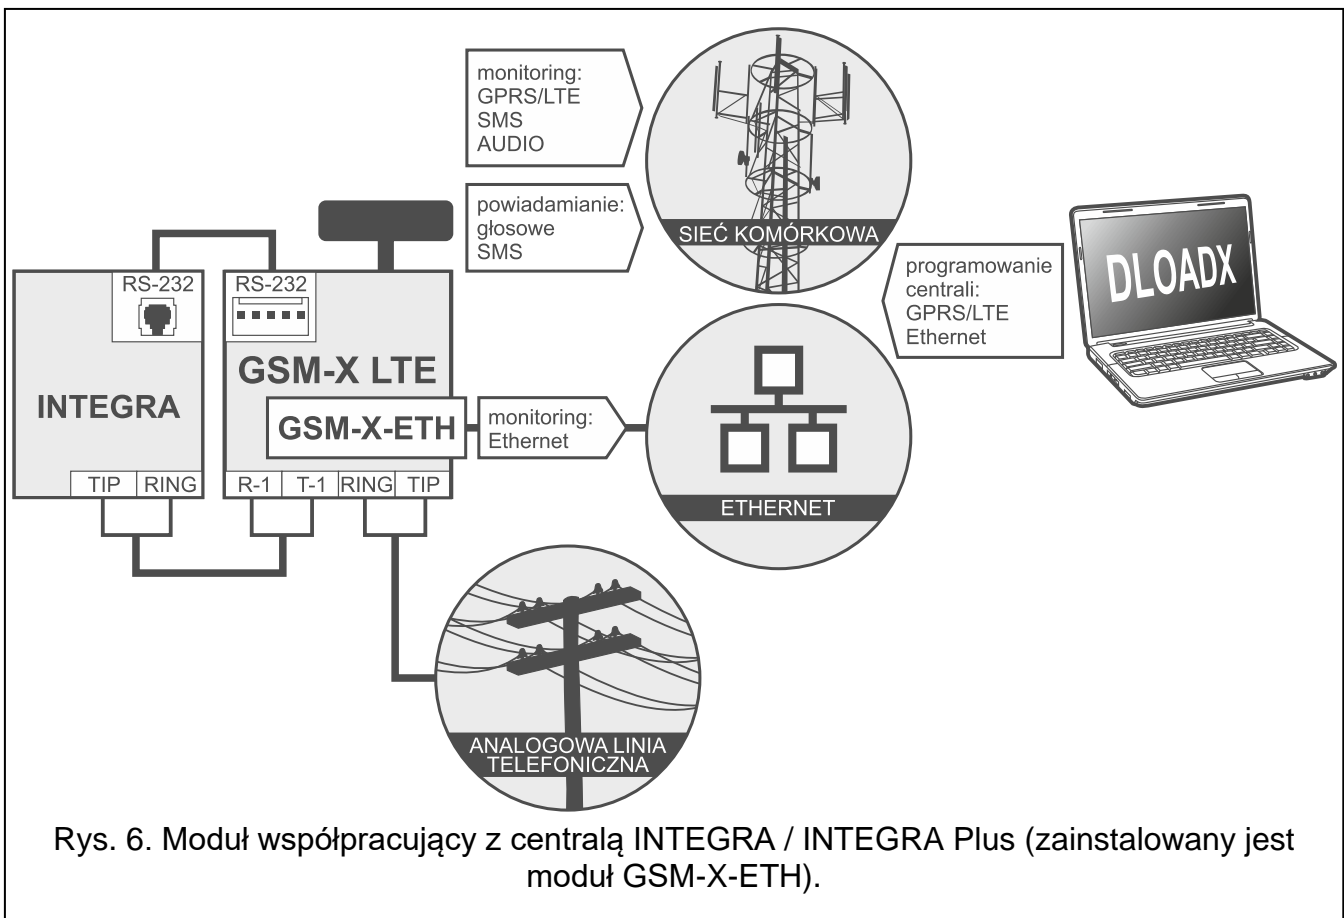 monitoring:
GPRS/LTE
SMS
AUDIO
powiadamianie:
głosowe
SMS
SIEĆ KOMÓRKOWA
programowanie
centrali:
GPRS/LTE
Ethernet
DLOADX
RS-232
RS-232
INTEGRA
GSM-X LTE
GSM-X-ETH
monitoring:
Ethernet
ETHERNET
TIP RING
R-1 T-1 RING TIP
ANALOGOWA LINIA
TELEFONICZNA
Rys. 6. Moduł współpracujący z centralą INTEGRA / INTEGRA Plus (zainstalowany jest
moduł GSM-X-ETH).